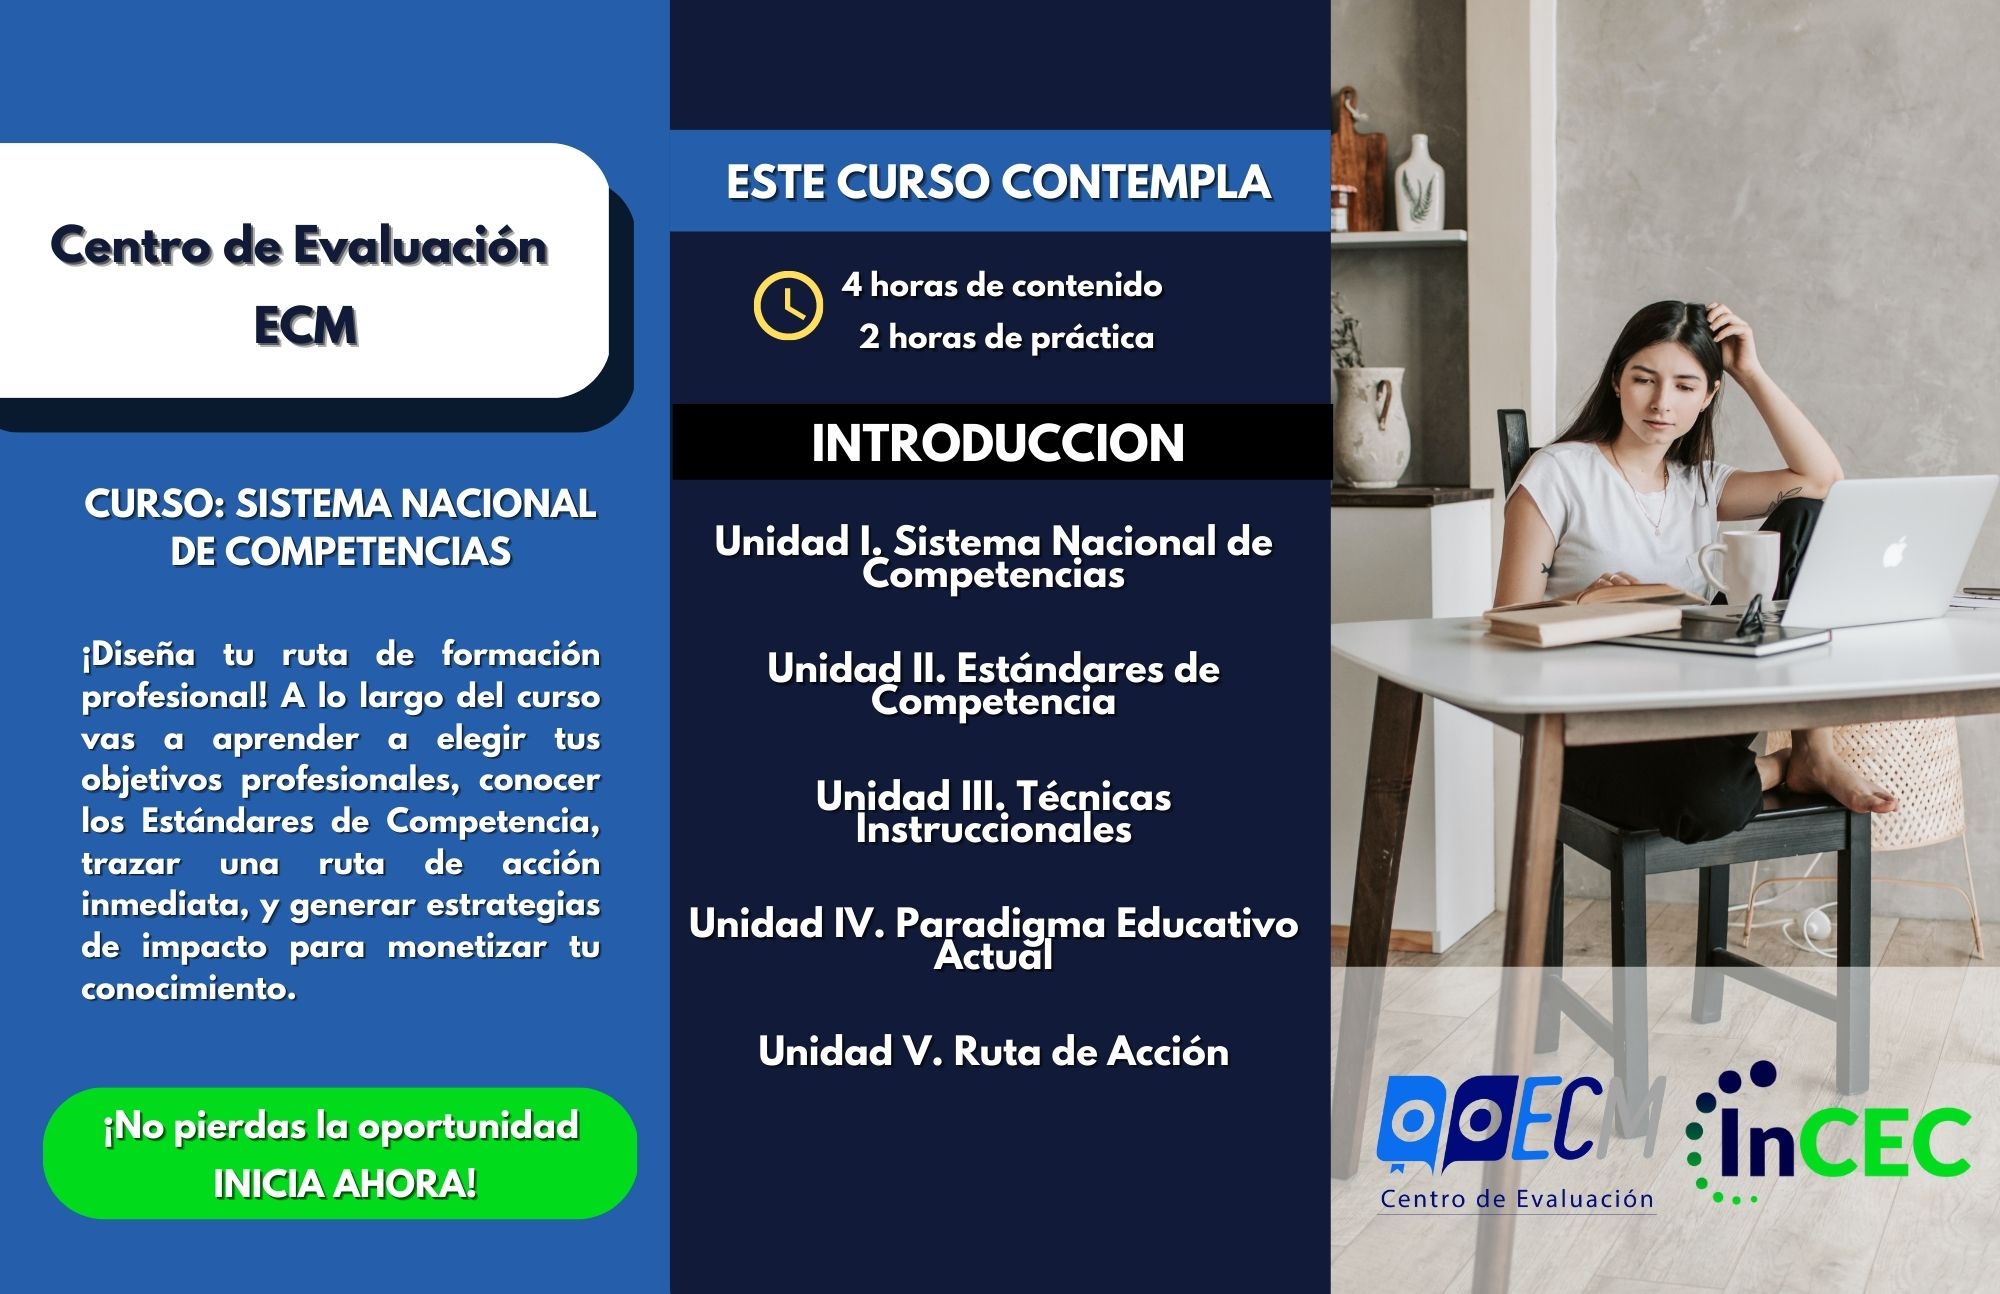 Centro de Evaluación
ECM
CURSO: SISTEMA NACIONAL
DE COMPETENCIAS
¡Diseña tu ruta de formación
profesional! A lo largo del curso
vas a aprender a elegir tus
objetivos profesionales, conocer
los Estándares de Competencia,
trazar una ruta de acción
inmediata, y generar estrategias
de impacto para monetizar tu
conocimiento.
¡No pierdas la oportunidad
INICIA AHORA!
ESTE CURSO CONTEMPLA
4 horas de contenido
2 horas de práctica
INTRODUCCION
Unidad I. Sistema Nacional de
Competencias
Unidad II. Estándares de
Competencia
Unidad III. Técnicas
Instruccionales
Unidad IV. Paradigma Educativo
Actual
Unidad V. Ruta de Acción
ECM
Centro de Evaluación
inCEC